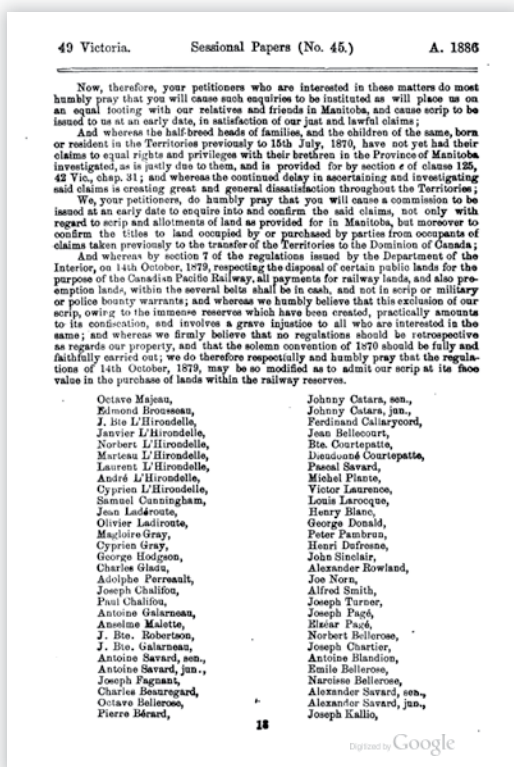 49 Victoria. Sessional Papers (No. 45.) A. 1886
Now, therefore, your petitioners who are interested in these matters do most
humbly pray that you will cause such enquiries to be instituted as will place us on
an equal footing with our relatives and friends in Manitoba, and cause scrip to be
issued to us at an early date, in satisfaction of our just and lawful claims;
And whereas the half-breed heads of families, and the children of the same, born
or resident in the Territories previously to 15th July, 1870, have not yet had their
claims to equal rights and privileges with their brethren in the Province of Manitoba
investigated, as is justly due to them, and is provided for by section e of clause 125,
42 Vic., chap. 31; and whereas the continued delay in ascertaining and investigating
said claims is creating great and general dissatisfaction throughout the Territories;
We, your petitioners, do humbly pray that you will cause a commission to be
issued at an early date to enquire into and confirm the said claims, not only with
regard to scrip and allotments of land as provided for in Manitoba, but moreover to
confirm the titles to land occupied by or purchased by parties from occupants of
claims taken previously to the transfer of the Territories to the Dominion of Canada;
And whereas by section 7 of the regulations issued by the Department of the
Interior, on 14th October, 1879, respecting the disposal of certain public lands for the
purpose of the Canadian Pacific Railway, all payments for railway lands, and also pre-
emption lands, within the several belts shall be in cash, and not in scrip or military
or police bounty warrants; and whereas we humbly believe that this exclusion of our
scrip, owing to the immense reserves which have been created, practically amounts
to its confiscation, and involves a grave injustice to all who are interested in the
same; and whereas we firmly believe that no regulations should be retrospective
as regards our property, and that the solemn convention of 1870 should be fully and
faithfully carried out; we do therefore respectfully and humbly pray that the regula-
tions of 14th October, 1879, may be so modified as to admit our scrip at its face
value in the purchase of lands within the railway reserves.
Octave Majeau,
Edmond Brousseau,
J. Bte L'Hirondelle,
Janvier L'Hirondelle,
Norbert L'Hirondelle,
Marteau L'Hirondelle,
Laurent L'Hirondelle,
André L'Hirondelle,
Cyprien L'Hirondelle,
Samuel Cunningham,
Jean Ladéroute,
Olivier Ladiroute,
Magloire Gray,
Cyprien Gray,
George Hodgson,
Charles Gladu,
Adolphe Perreault,
Joseph Chalifou,
Paul Chalifou,
Antoine Galarneau,
Anselme Malette,
J. Bte. Robertson,
J. Bte. Galarneau,
Antoine Savard, sen.,
Antoine Savard, jun.,
Joseph Fagnant,
Charles Beauregard,
Octave Bellerose,
Pierre Bérard,
Johnny Catara, sen.,
Johnny Catara, jun.,
Ferdinand Caliarycord,
Jean Bellecourt,
Bte. Courtepatte,
Dieudonné Courtepatte,
Pascal Savard,
Michel Plante,
Victor Laurence,
Louis Larocque,
Henry Blanc,
George Donald,
Peter Pambrun,
Henri Dufresne,
John Sinclair,
Alexander Rowland,
Joe Norn,
Alfred Smith,
Joseph Turner,
Joseph Pagé,
Elzéar Pagé,
Norbert Bellerose,
Joseph Chartier,
Antoine Blandion,
Emile Bellerose,
Narcisse Bellerose,
Alexander Savard, sen.,
Alexander Savard, jun.,
Joseph Kallio,
18
Digitized by Google